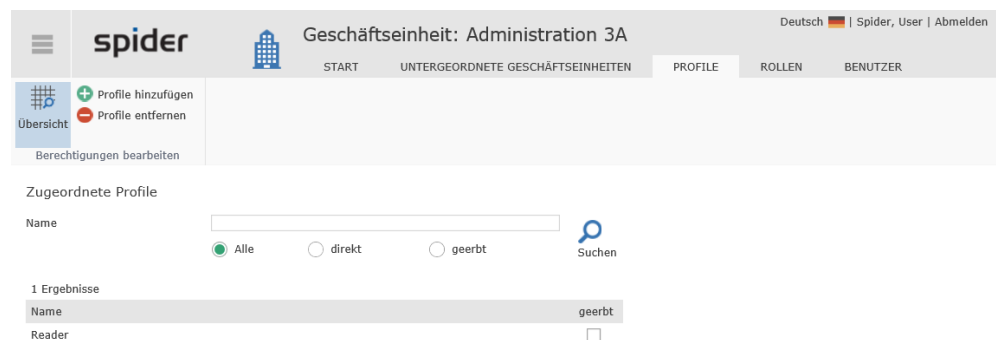 Deutsch | Spider, User | Abmelden
spider
Geschäftseinheit: Administration 3A
START UNTERGEORDNETE GESCHÄFTSEINHEITEN PROFILE ROLLEN BENUTZER
Übersicht
Profile hinzufügen
Profile entfernen
Berechtigungen bearbeiten
Zugeordnete Profile
Name
Alle direkt geerbt
Suchen
1 Ergebnisse
Name geerbt
Reader